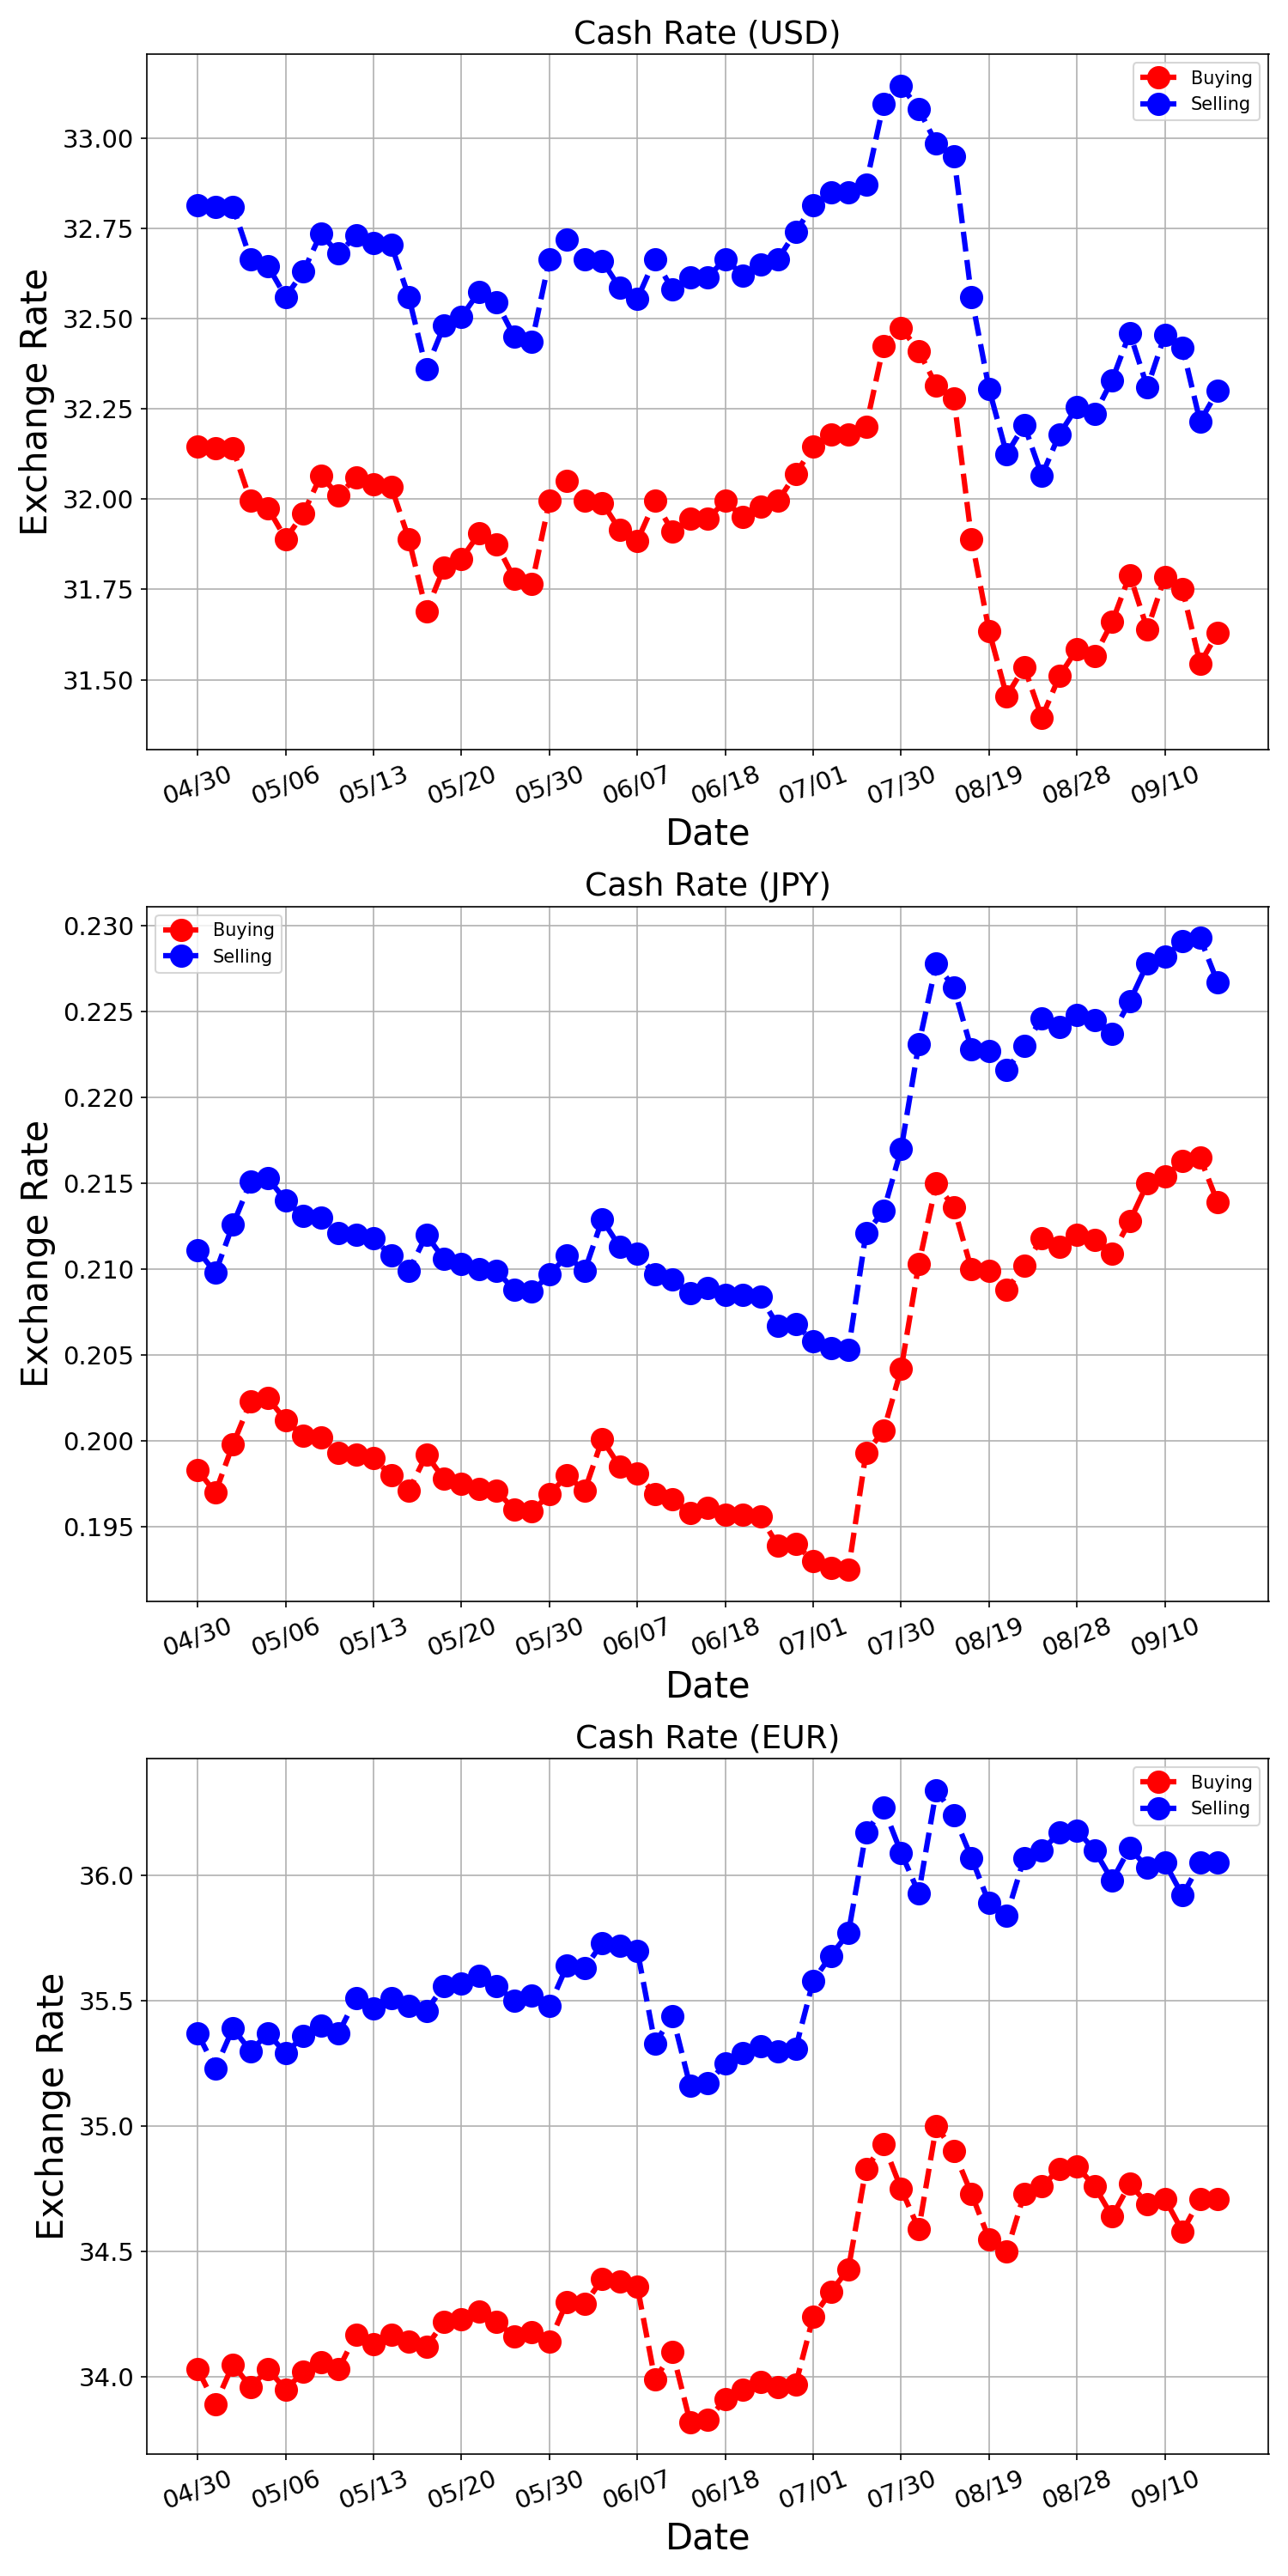 Cash Rate (USD)
Buying
Selling
33.00
32.75
32.50
32.25
32.00
31.75
31.50
Exchange Rate
04/30 05/06 05/13 05/20 05/30 06/07 06/18 07/01 07/30 08/19 08/28 09/10
Date
Cash Rate (JPY)
Buying
Selling
0.230
0.225
0.220
0.215
0.210
0.205
0.200
0.195
Exchange Rate
04/30 05/06 05/13 05/20 05/30 06/07 06/18 07/01 07/30 08/19 08/28 09/10
Date
Cash Rate (EUR)
Buying
Selling
36.0
35.5
35.0
34.5
34.0
Exchange Rate
04/30 05/06 05/13 05/20 05/30 06/07 06/18 07/01 07/30 08/19 08/28 09/10
Date